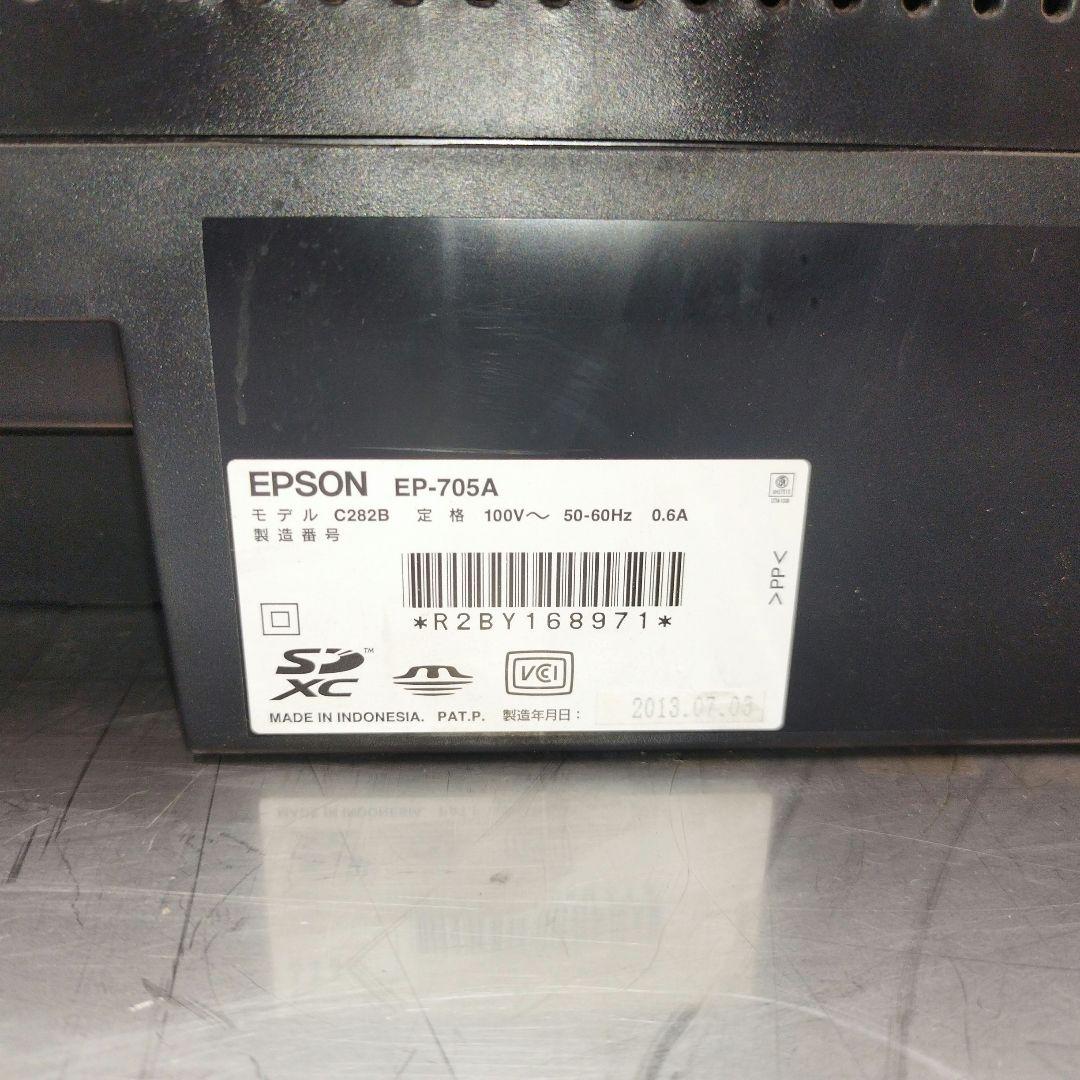 EPSON EP-705A
モデル C282B 定格 100V～ 50-60Hz 0.6A
製造番号
*R2BY168971*
>PP<
SD XC ™
VCI
MADE IN INDONESIA. PAT.P. 製造年月日： 2013.07.03